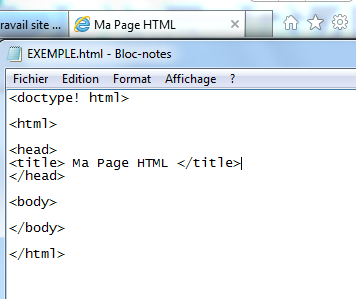 ravail site ...
Ma Page HTML
EXEMPLE.html - Bloc-notes
Fichier Edition Format Affichage ?
<doctype! html>
<html>
<head>
<title> Ma Page HTML </title>
</head>
<body>
</body>
</html>